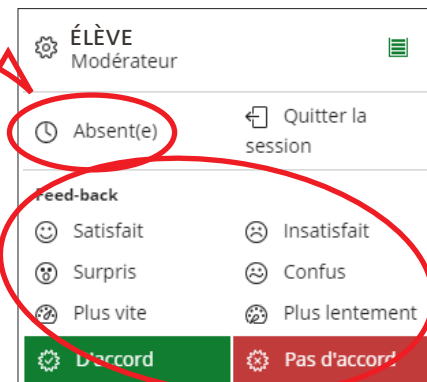 ÉLÈVE
Modérateur
Absent(e)
Quitter la
session
Feed-back
Satisfait
Insatisfait
Surpris
Confus
Plus vite
Plus lentement
D'accord
Pas d'accord